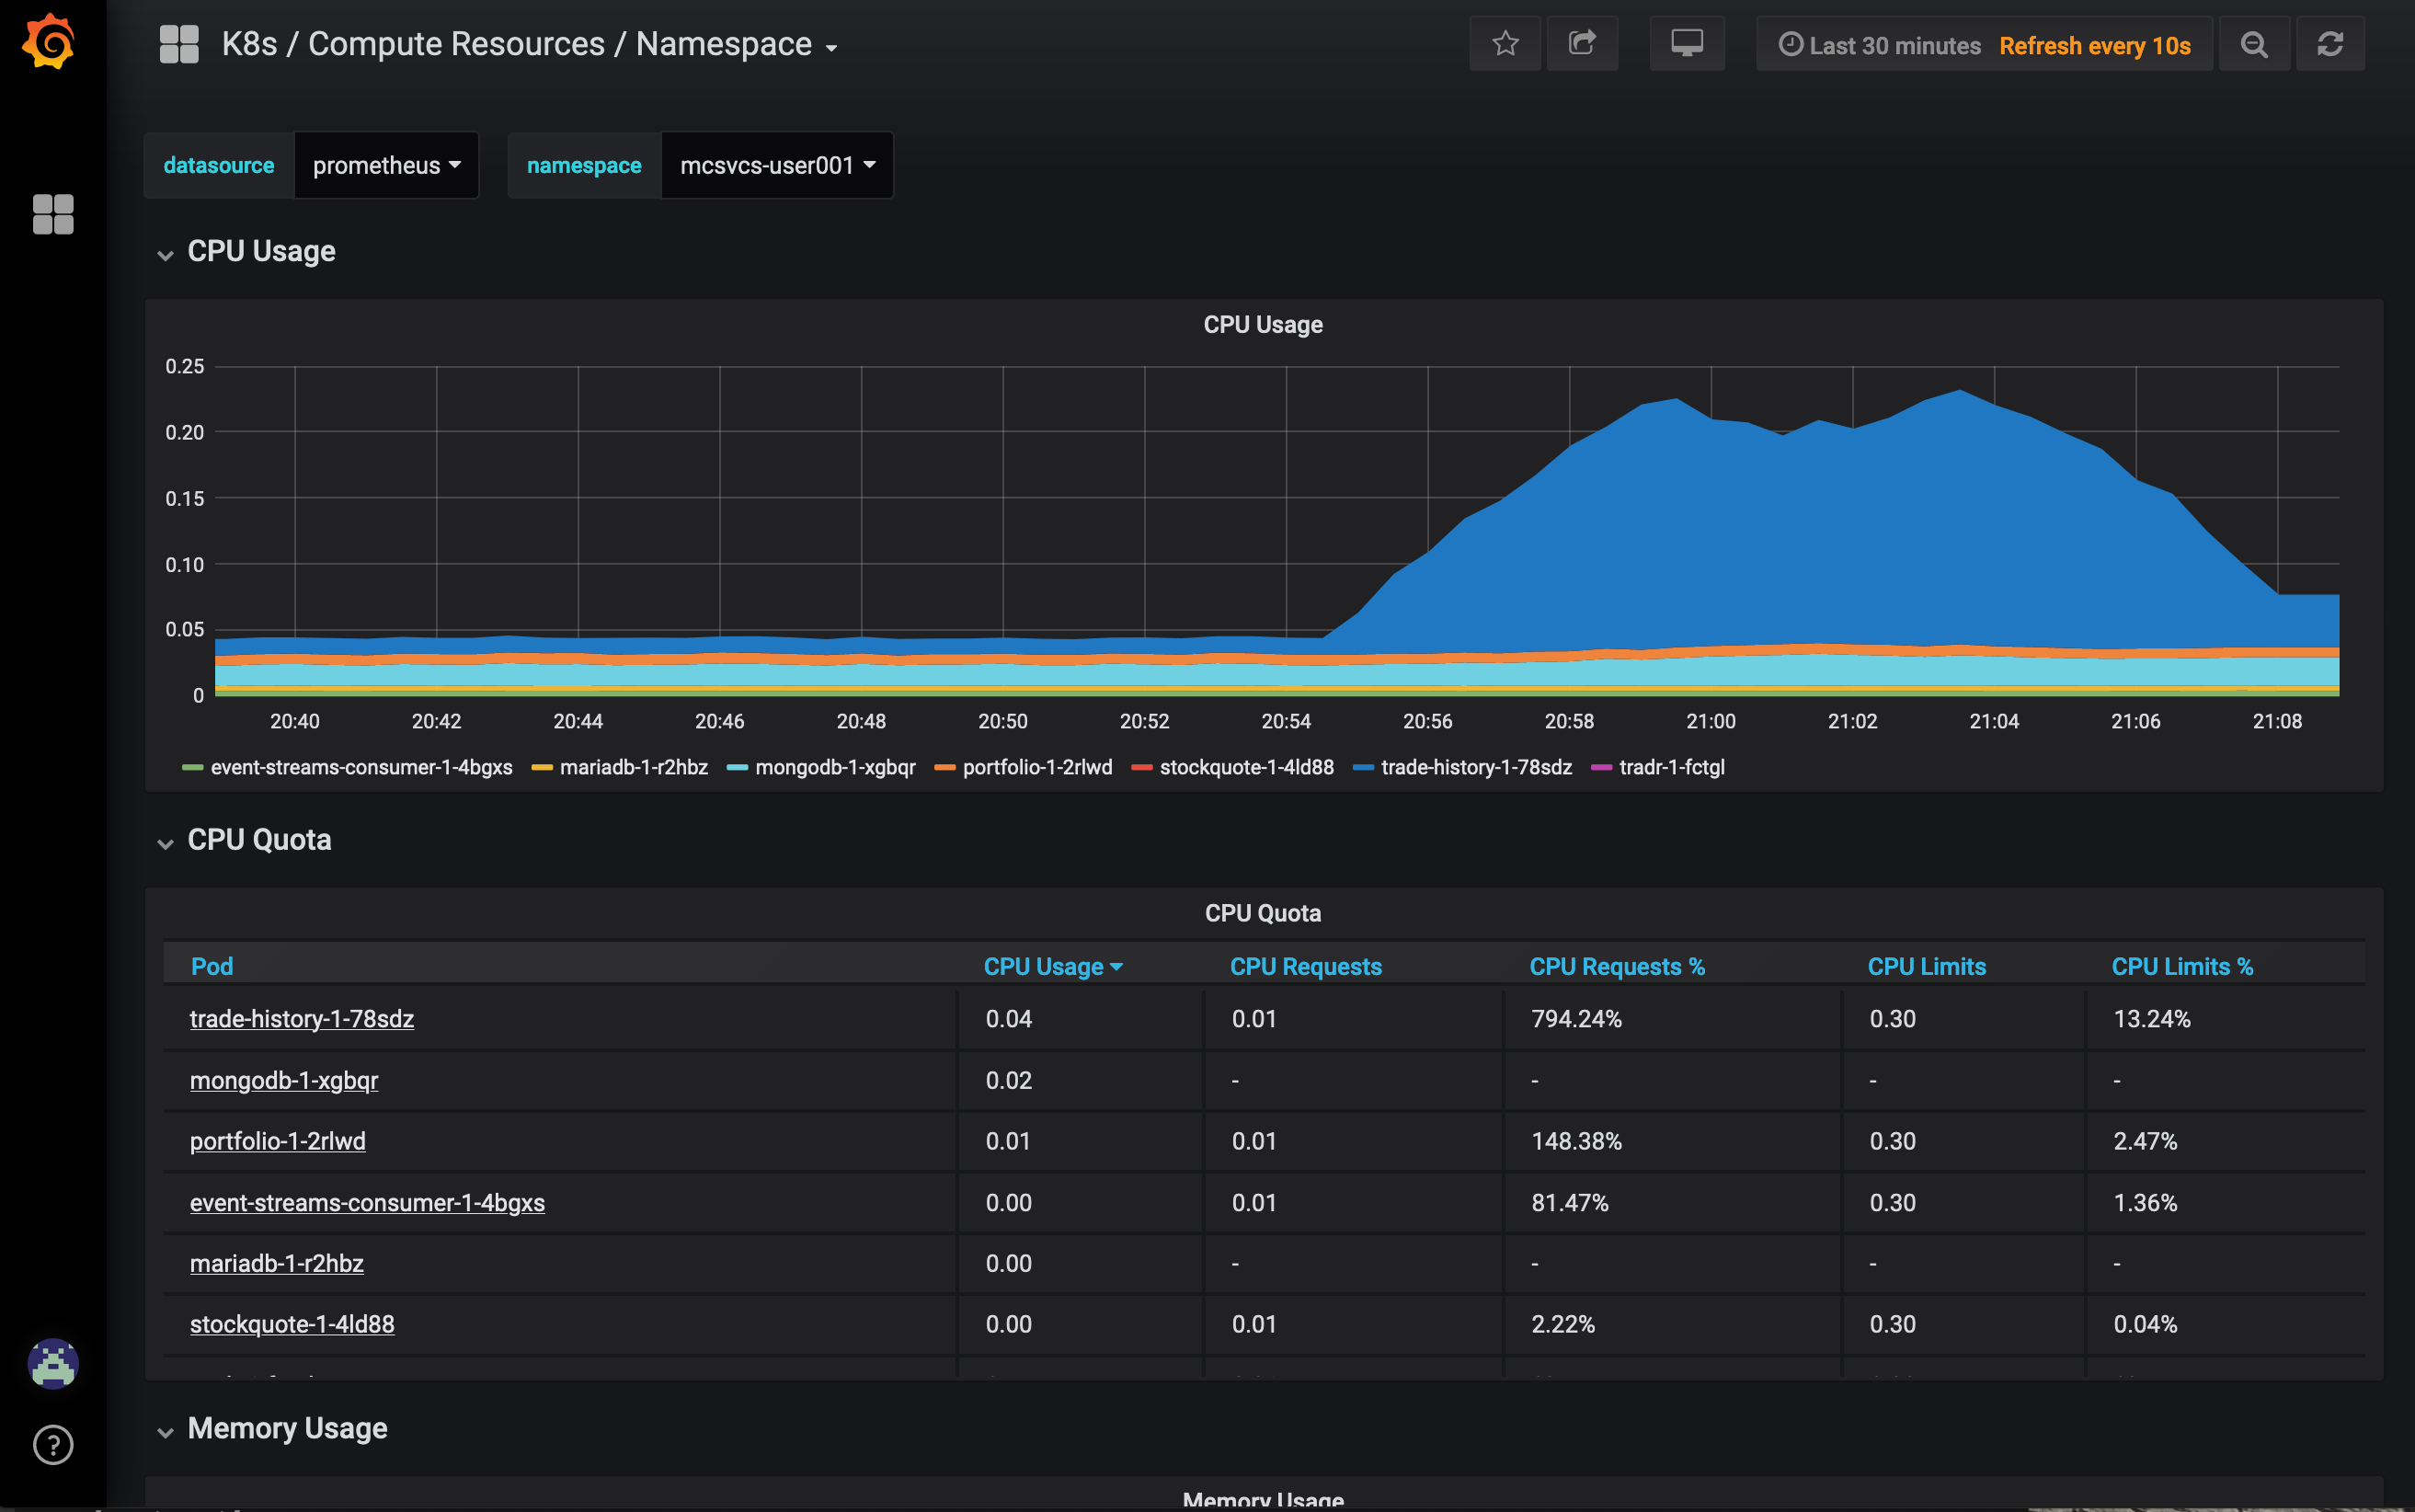 K8s / Compute Resources / Namespace
Last 30 minutes Refresh every 10s
datasource prometheus namespace mcsvcs-user001
CPU Usage
CPU Usage
0.25
0.20
0.15
0.10
0.05
0
20:40 20:42 20:44 20:46 20:48 20:50 20:52 20:54 20:56 20:58 21:00 21:02 21:04 21:06 21:08
event-streams-consumer-1-4bgxs mariadb-1-r2hbz mongodb-1-xgbqr portfolio-1-2rlwd stockquote-1-4ld88 trade-history-1-78sdz tradr-1-fctgl
CPU Quota
CPU Quota
Pod CPU Usage CPU Requests CPU Requests % CPU Limits CPU Limits %
trade-history-1-78sdz 0.04 0.01 794.24% 0.30 13.24%
mongodb-1-xgbqr 0.02 - - - -
portfolio-1-2rlwd 0.01 0.01 148.38% 0.30 2.47%
event-streams-consumer-1-4bgxs 0.00 0.01 81.47% 0.30 1.36%
mariadb-1-r2hbz 0.00 - - - -
stockquote-1-4ld88 0.00 0.01 2.22% 0.30 0.04%
Memory Usage
Memory Usage